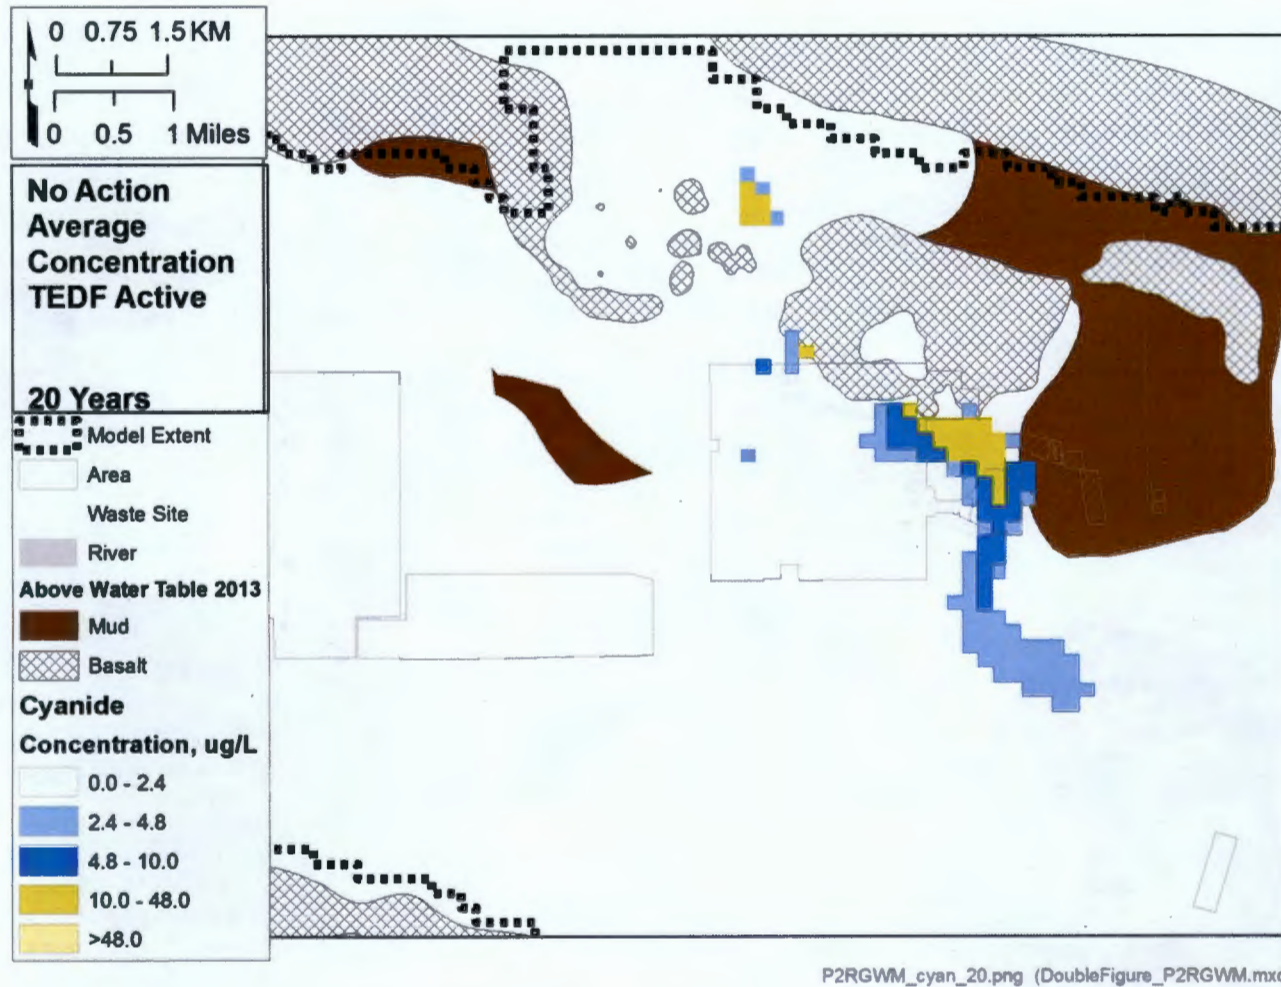 0 0.75 1.5 KM
0 0.5 1 Miles
No Action
Average
Concentration
TEDF Active
20 Years
Model Extent
Area
Waste Site
River
Above Water Table 2013
Mud
Basalt
Cyanide
Concentration, ug/L
0.0 - 2.4
2.4 - 4.8
4.8 - 10.0
10.0 - 48.0
>48.0
P2RGWM_cyan_20.png (DoubleFigure_P2RGWM.mxd